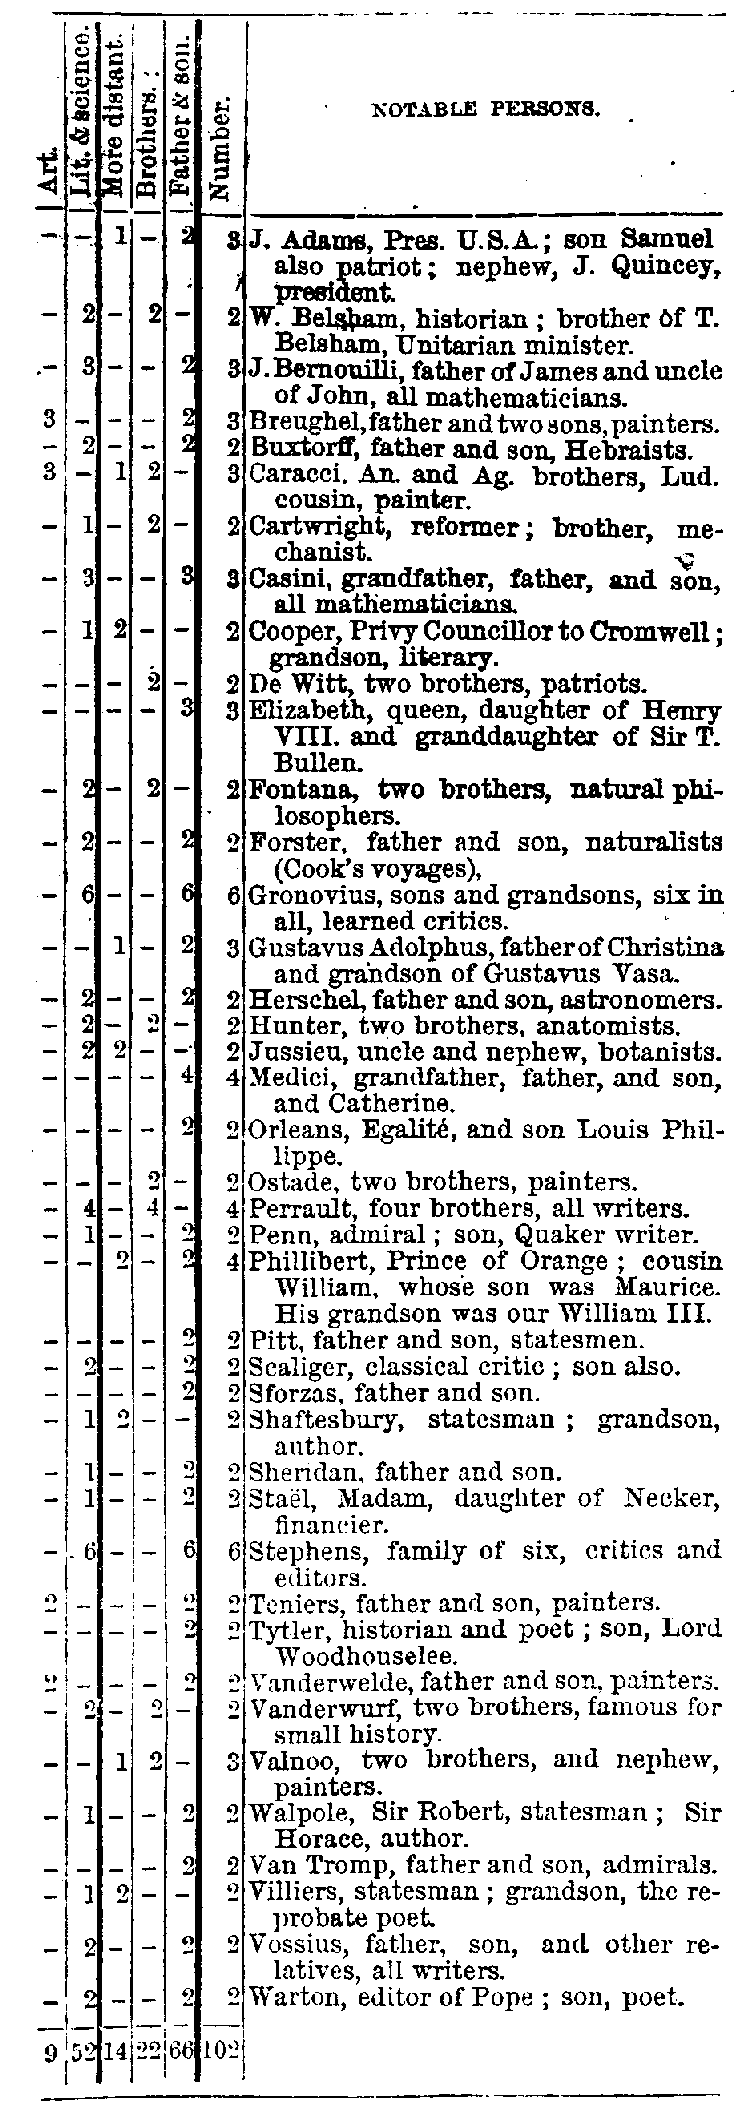 Art. Lit. & science. More distant. Brothers. Father & son. Number. NOTABLE PERSONS.
– – 1 – 2 3 J. Adams, Pres. U.S.A.; son Samuel
also patriot; nephew, J. Quincey,
president.
– 2 – 2 – 2 W. Belsham, historian; brother of T.
Belsham, Unitarian minister.
– 3 – – 2 3 J. Bernouilli, father of James and uncle
of John, all mathematicians.
3 – – – 2 3 Breughel, father and two sons, painters.
– 2 – – 2 2 Buxtorff, father and son, Hebraists.
3 – 1 2 – 3 Caracci. An. and Ag. brothers, Lud.
cousin, painter.
– 1 – 2 – 2 Cartwright, reformer; brother, me-
chanist.
– 3 – – 3 3 Casini, grandfather, father, and son,
all mathematicians.
– 1 2 – – 2 Cooper, Privy Councillor to Cromwell;
grandson, literary.
– – – 2 – 2 De Witt, two brothers, patriots.
– – – – 3 3 Elizabeth, queen, daughter of Henry
VIII. and granddaughter of Sir T.
Bullen.
– 2 – 2 – 2 Fontana, two brothers, natural phi-
losophers.
– 2 – – 2 2 Forster, father and son, naturalists
(Cook's voyages),
– 6 – – 6 6 Gronovius, sons and grandsons, six in
all, learned critics.
– – 1 – 2 3 Gustavus Adolphus, father of Christina
and grandson of Gustavus Vasa.
– 2 – – 2 2 Herschel, father and son, astronomers.
– 2 – 2 – 2 Hunter, two brothers, anatomists.
– 2 2 – – 2 Jussieu, uncle and nephew, botanists.
– – – – 4 4 Medici, grandfather, father, and son,
and Catherine.
– – – – 2 2 Orleans, Egalité, and son Louis Phil-
lippe.
– – – 2 – 2 Ostade, two brothers, painters.
– 4 – 4 – 4 Perrault, four brothers, all writers.
– 1 – – 2 2 Penn, admiral; son, Quaker writer.
– – 2 – 2 4 Phillibert, Prince of Orange; cousin
William, whose son was Maurice.
His grandson was our William III.
– – – – 2 2 Pitt, father and son, statesmen.
– 2 – – 2 2 Scaliger, classical critic; son also.
– – – – 2 2 Sforzas, father and son.
– 1 2 – – 2 Shaftesbury, statesman; grandson,
author.
– 1 – – 2 2 Sheridan, father and son.
– 1 – – 2 2 Staël, Madam, daughter of Necker,
financier.
– 6 – – 6 6 Stephens, family of six, critics and
editors.
2 – – – 2 2 Teniers, father and son, painters.
– – – – 2 2 Tytler, historian and poet; son, Lord
Woodhouselee.
2 – – – 2 2 Vanderwelde, father and son, painters.
– 2 – 2 – 2 Vanderwurf, two brothers, famous for
small history.
– – 1 2 – 3 Valnoo, two brothers, and nephew,
painters.
– 1 – – 2 2 Walpole, Sir Robert, statesman; Sir
Horace, author.
– – – – 2 2 Van Tromp, father and son, admirals.
– 1 2 – – 2 Villiers, statesman; grandson, the re-
probate poet.
– 2 – – 2 2 Vossius, father, son, and other re-
latives, all writers.
– 2 – – 2 2 Warton, editor of Pope; son, poet.
9 52 14 22 66 102